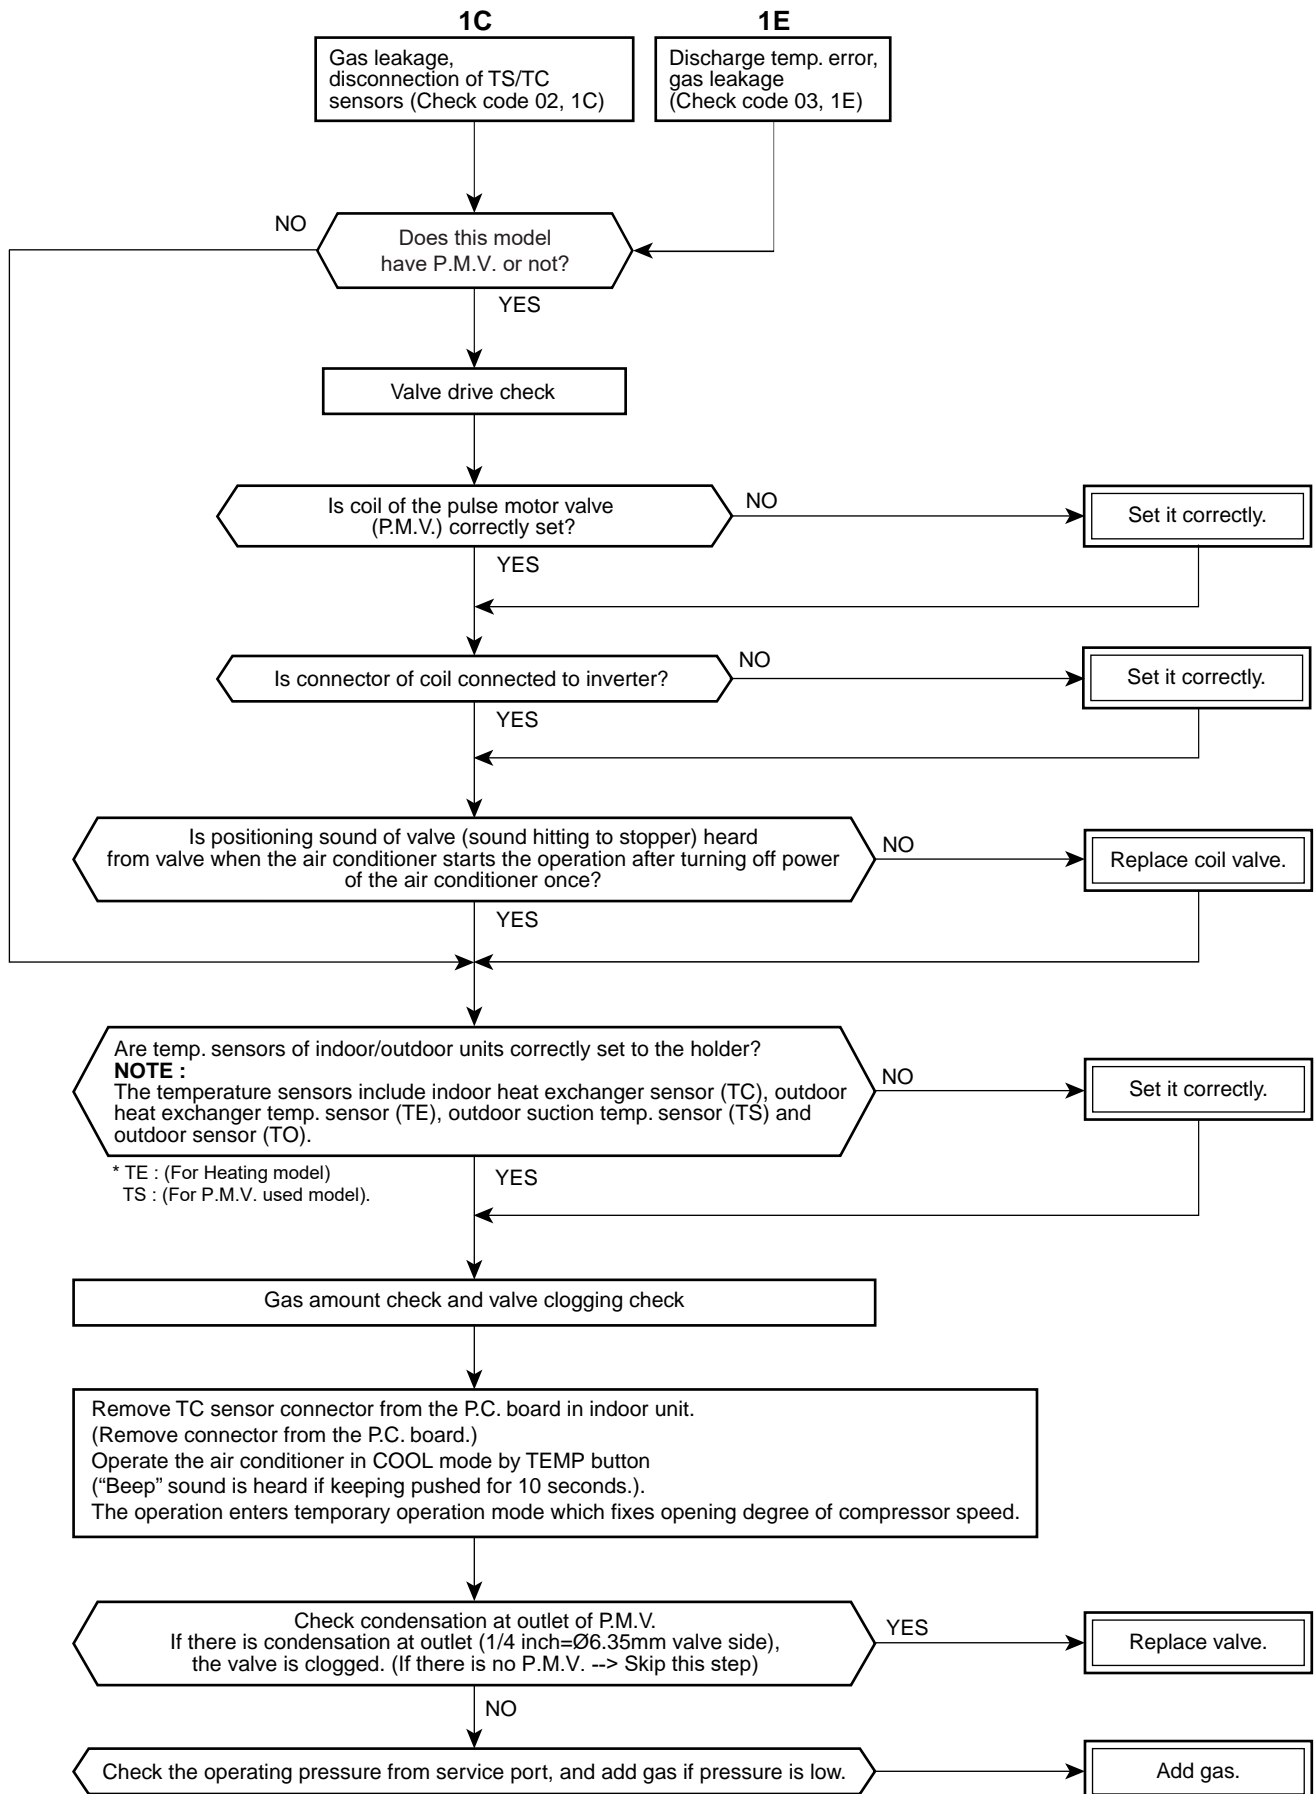 1C
1E
Gas leakage,
disconnection of TS/TC
sensors (Check code 02, 1C)
Discharge temp. error,
gas leakage
(Check code 03, 1E)
NO
Does this model
have P.M.V. or not?
YES
Valve drive check
Is coil of the pulse motor valve
(P.M.V.) correctly set?
NO
Set it correctly.
YES
Is connector of coil connected to inverter?
NO
Set it correctly.
YES
Is positioning sound of valve (sound hitting to stopper) heard
from valve when the air conditioner starts the operation after turning off power
of the air conditioner once?
NO
Replace coil valve.
YES
Are temp. sensors of indoor/outdoor units correctly set to the holder?
NOTE :
The temperature sensors include indoor heat exchanger sensor (TC), outdoor
heat exchanger temp. sensor (TE), outdoor suction temp. sensor (TS) and
outdoor sensor (TO).
NO
Set it correctly.
* TE : (For Heating model)
TS : (For P.M.V. used model).
YES
Gas amount check and valve clogging check
Remove TC sensor connector from the P.C. board in indoor unit.
(Remove connector from the P.C. board.)
Operate the air conditioner in COOL mode by TEMP button
(“Beep” sound is heard if keeping pushed for 10 seconds.).
The operation enters temporary operation mode which fixes opening degree of compressor speed.
Check condensation at outlet of P.M.V.
If there is condensation at outlet (1/4 inch=Ø6.35mm valve side),
the valve is clogged. (If there is no P.M.V. --> Skip this step)
YES
Replace valve.
NO
Check the operating pressure from service port, and add gas if pressure is low.
Add gas.